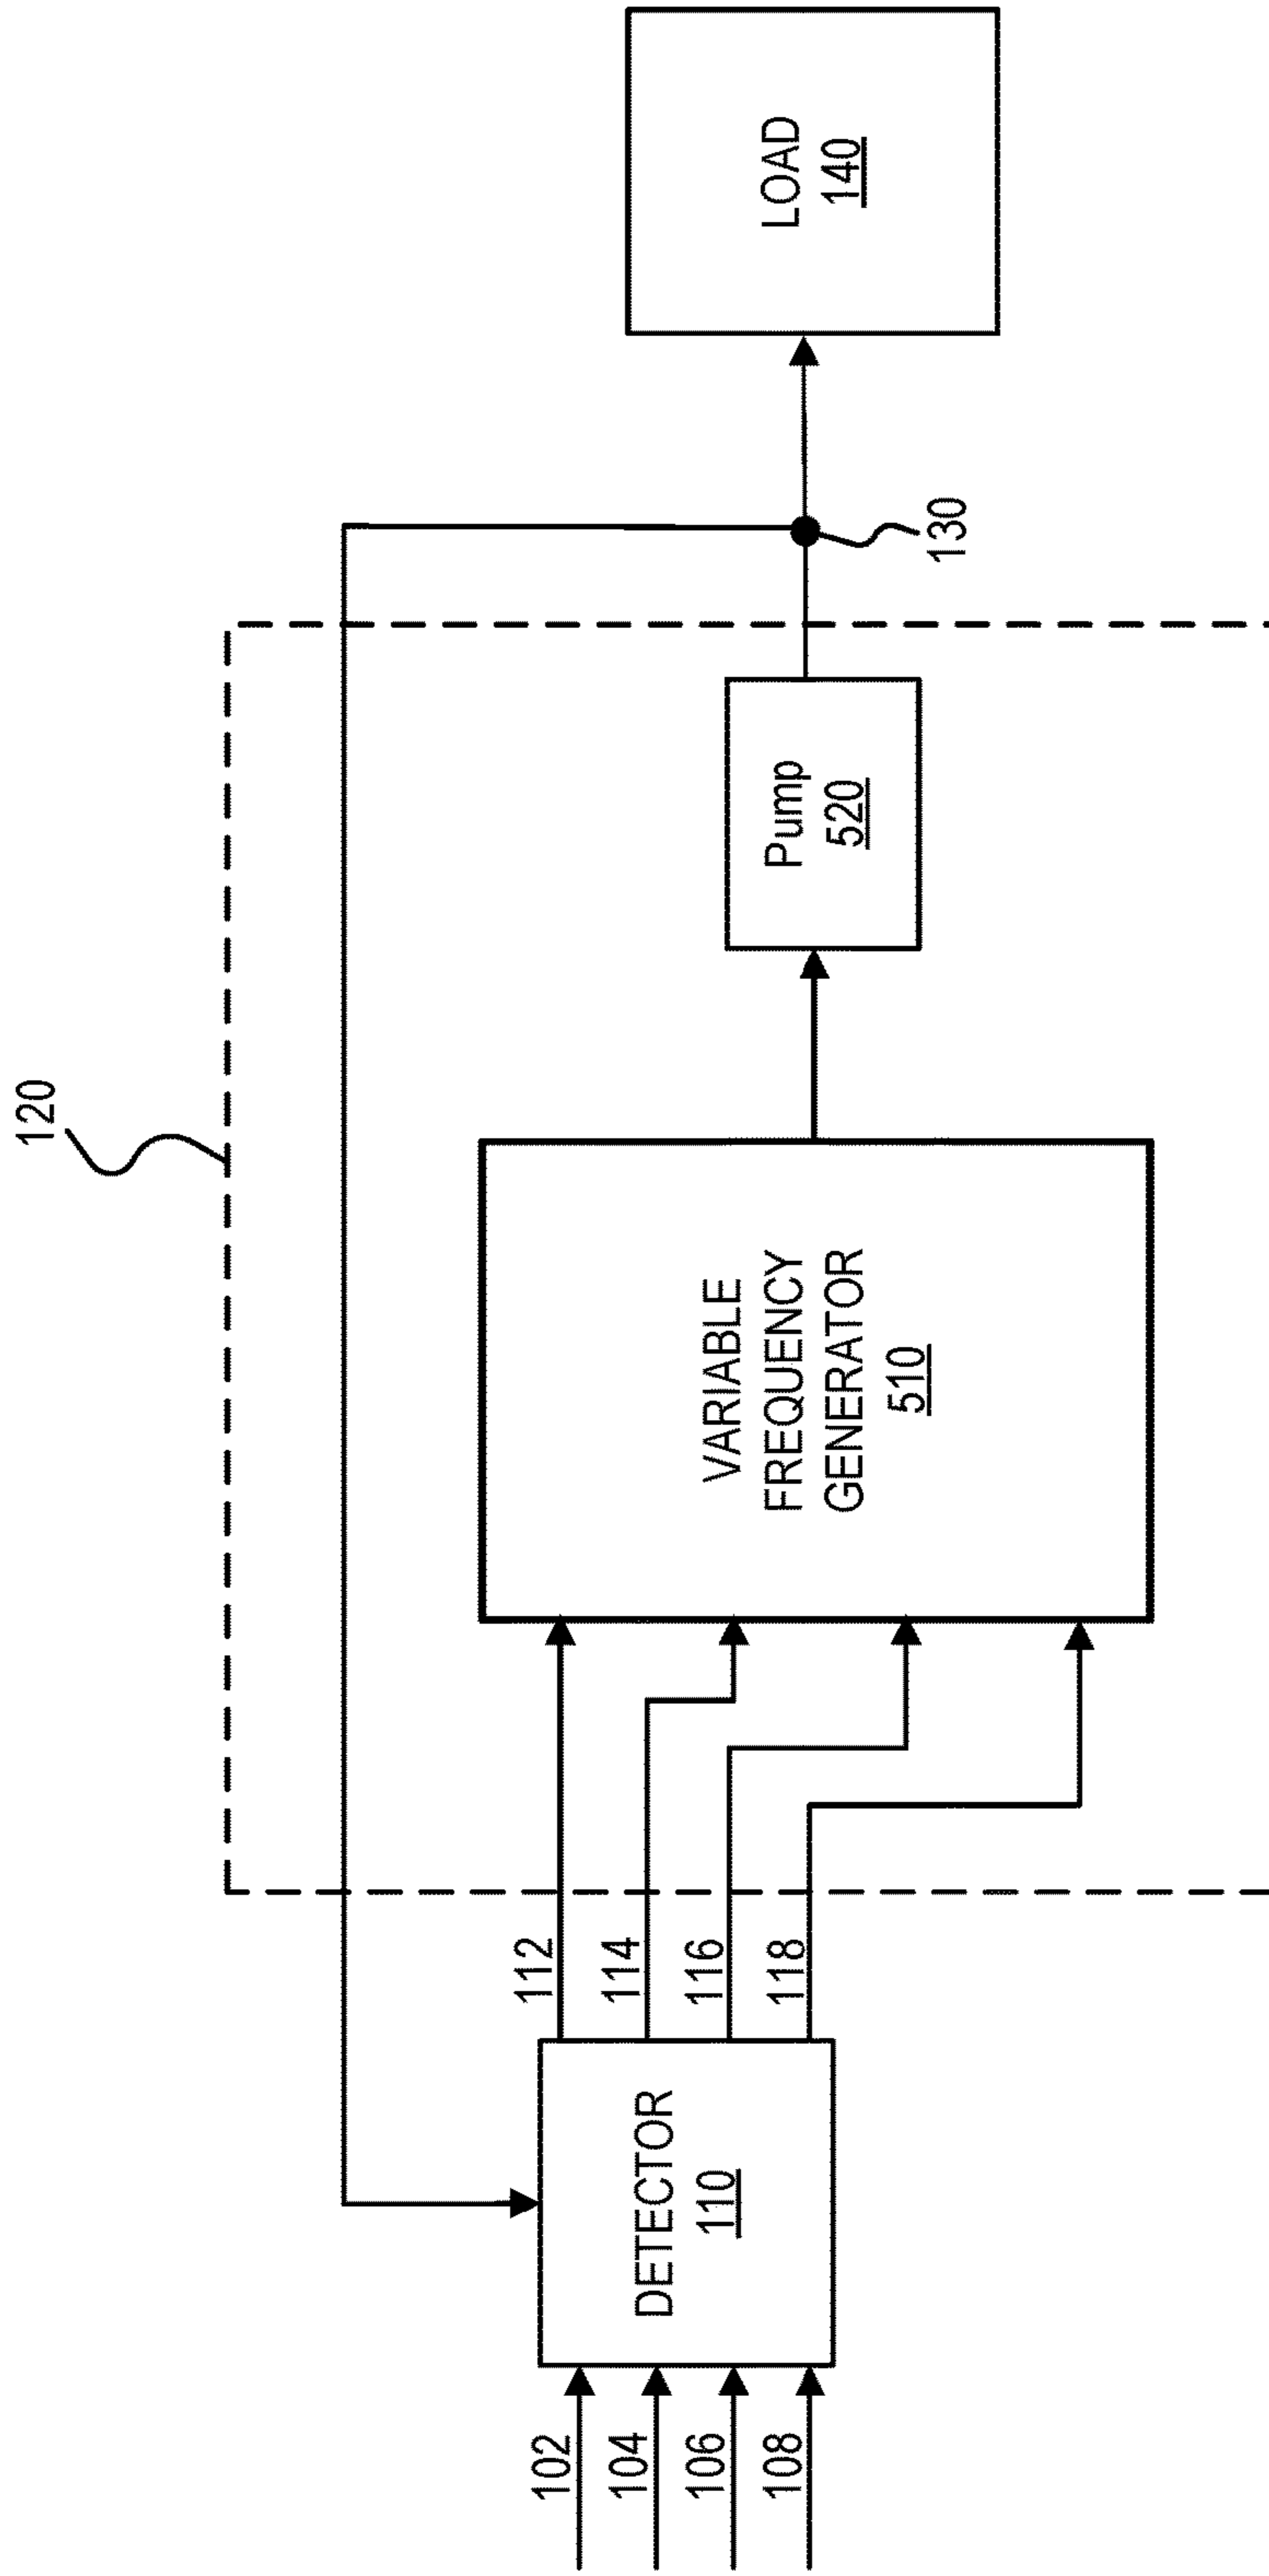 120
102
104
106
108
DETECTOR
110
112
114
116
118
VARIABLE
FREQUENCY
GENERATOR
510
Pump
520
130
LOAD
140